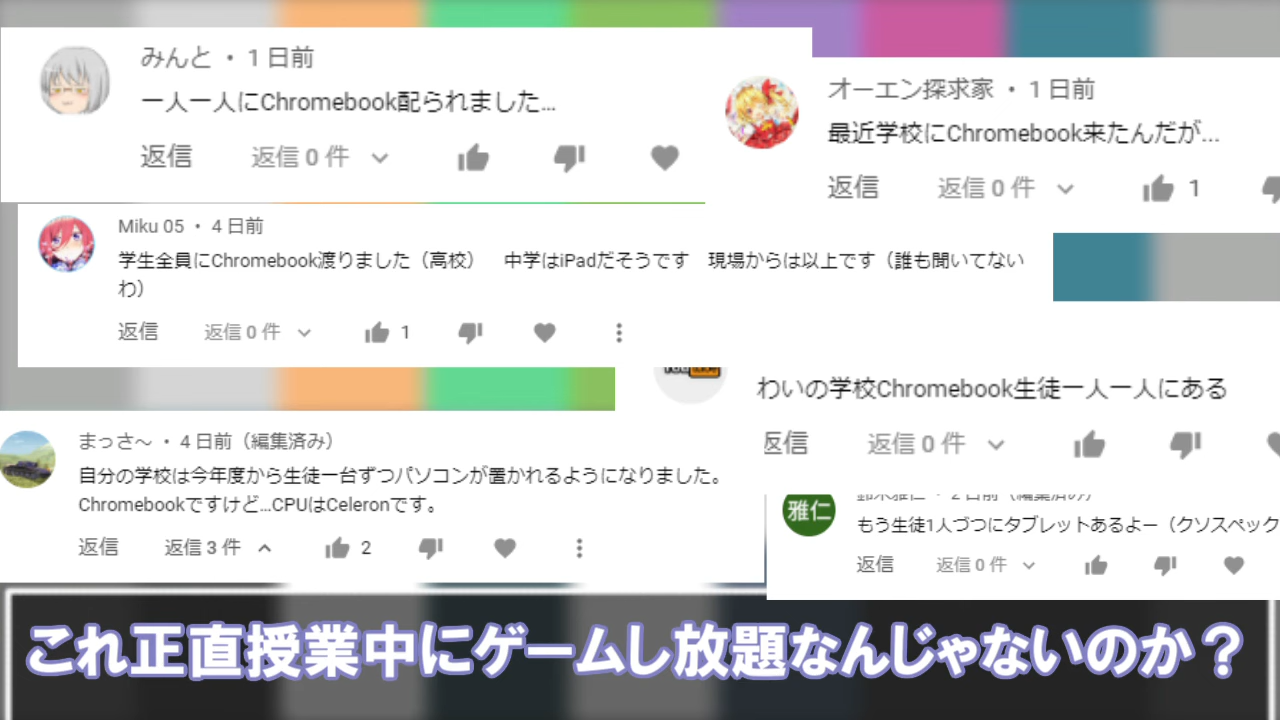 みんと・1 日前
一人一人にChromebook配られました...
返信 返信 0 件
オーエン探求家・1 日前
最近学校にChromebook来たんだが...
返信 返信 0 件 1
Miku 05・4 日前
学生全員にChromebook渡りました（高校） 中学はiPadだそうです 現場からは以上です（誰も聞いてない
わ）
返信 返信 0 件 1
わいの学校Chromebook生徒一人一人にある
返信 返信 0 件
まっさ～・4 日前（編集済み）
自分の学校は今年度から生徒一台ずつパソコンが置かれるようになりました。
Chromebookですけど...CPUはCeleronです。
返信 返信 3 件 2
雅仁
鈴木雅仁・2 日前（編集済み）
もう生徒1人づつにタブレットあるよー（クソスペック
返信 返信 0 件
これ正直授業中にゲームし放題なんじゃないのか？